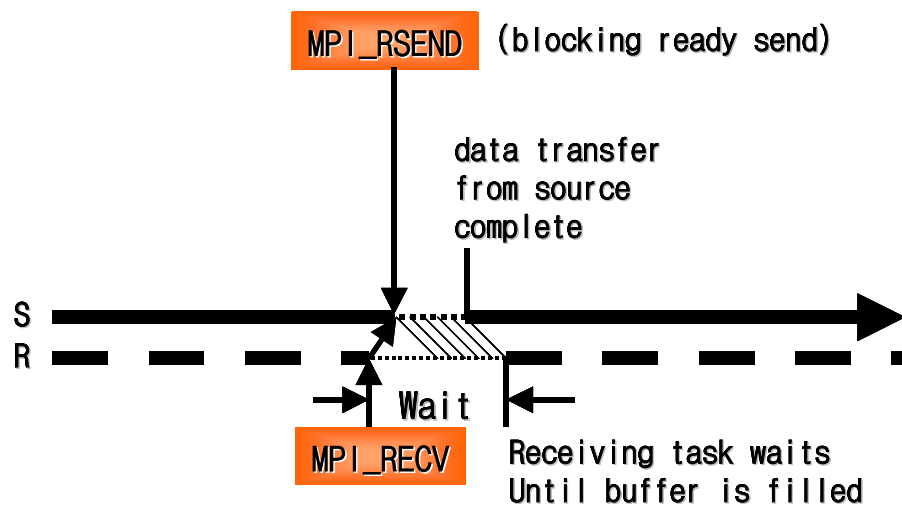 MPI_RSEND (blocking ready send)
data transfer
from source
complete
S
R
Wait
MPI_RECV
Receiving task waits
Until buffer is filled